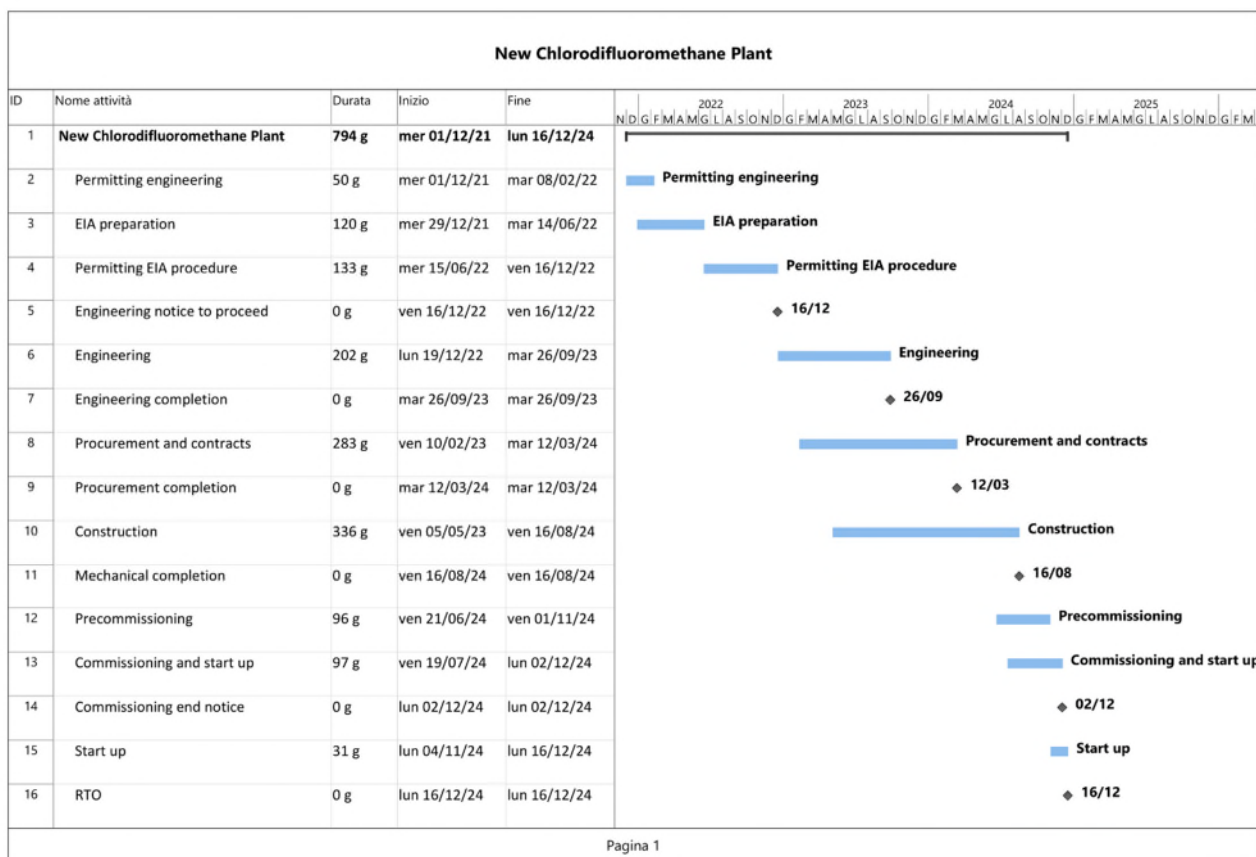 New Chlorodifluoromethane Plant
ID Nome attività Durata Inizio Fine 2022 2023 2024 2025
N D G F M A M G L A S O N D G F M A M G L A S O N D G F M A M G L A S O N D G F M A M G L A S O N D G F M
1 New Chlorodifluoromethane Plant 794 g mer 01/12/21 lun 16/12/24
2 Permitting engineering 50 g mer 01/12/21 mar 08/02/22 Permitting engineering
3 EIA preparation 120 g mer 29/12/21 mar 14/06/22 EIA preparation
4 Permitting EIA procedure 133 g mer 15/06/22 ven 16/12/22 Permitting EIA procedure
5 Engineering notice to proceed 0 g ven 16/12/22 ven 16/12/22 16/12
6 Engineering 202 g lun 19/12/22 mar 26/09/23 Engineering
7 Engineering completion 0 g mar 26/09/23 mar 26/09/23 26/09
8 Procurement and contracts 283 g ven 10/02/23 mar 12/03/24 Procurement and contracts
9 Procurement completion 0 g mar 12/03/24 mar 12/03/24 12/03
10 Construction 336 g ven 05/05/23 ven 16/08/24 Construction
11 Mechanical completion 0 g ven 16/08/24 ven 16/08/24 16/08
12 Precommissioning 96 g ven 21/06/24 ven 01/11/24 Precommissioning
13 Commissioning and start up 97 g ven 19/07/24 lun 02/12/24 Commissioning and start up
14 Commissioning end notice 0 g lun 02/12/24 lun 02/12/24 02/12
15 Start up 31 g lun 04/11/24 lun 16/12/24 Start up
16 RTO 0 g lun 16/12/24 lun 16/12/24 16/12
Pagina 1